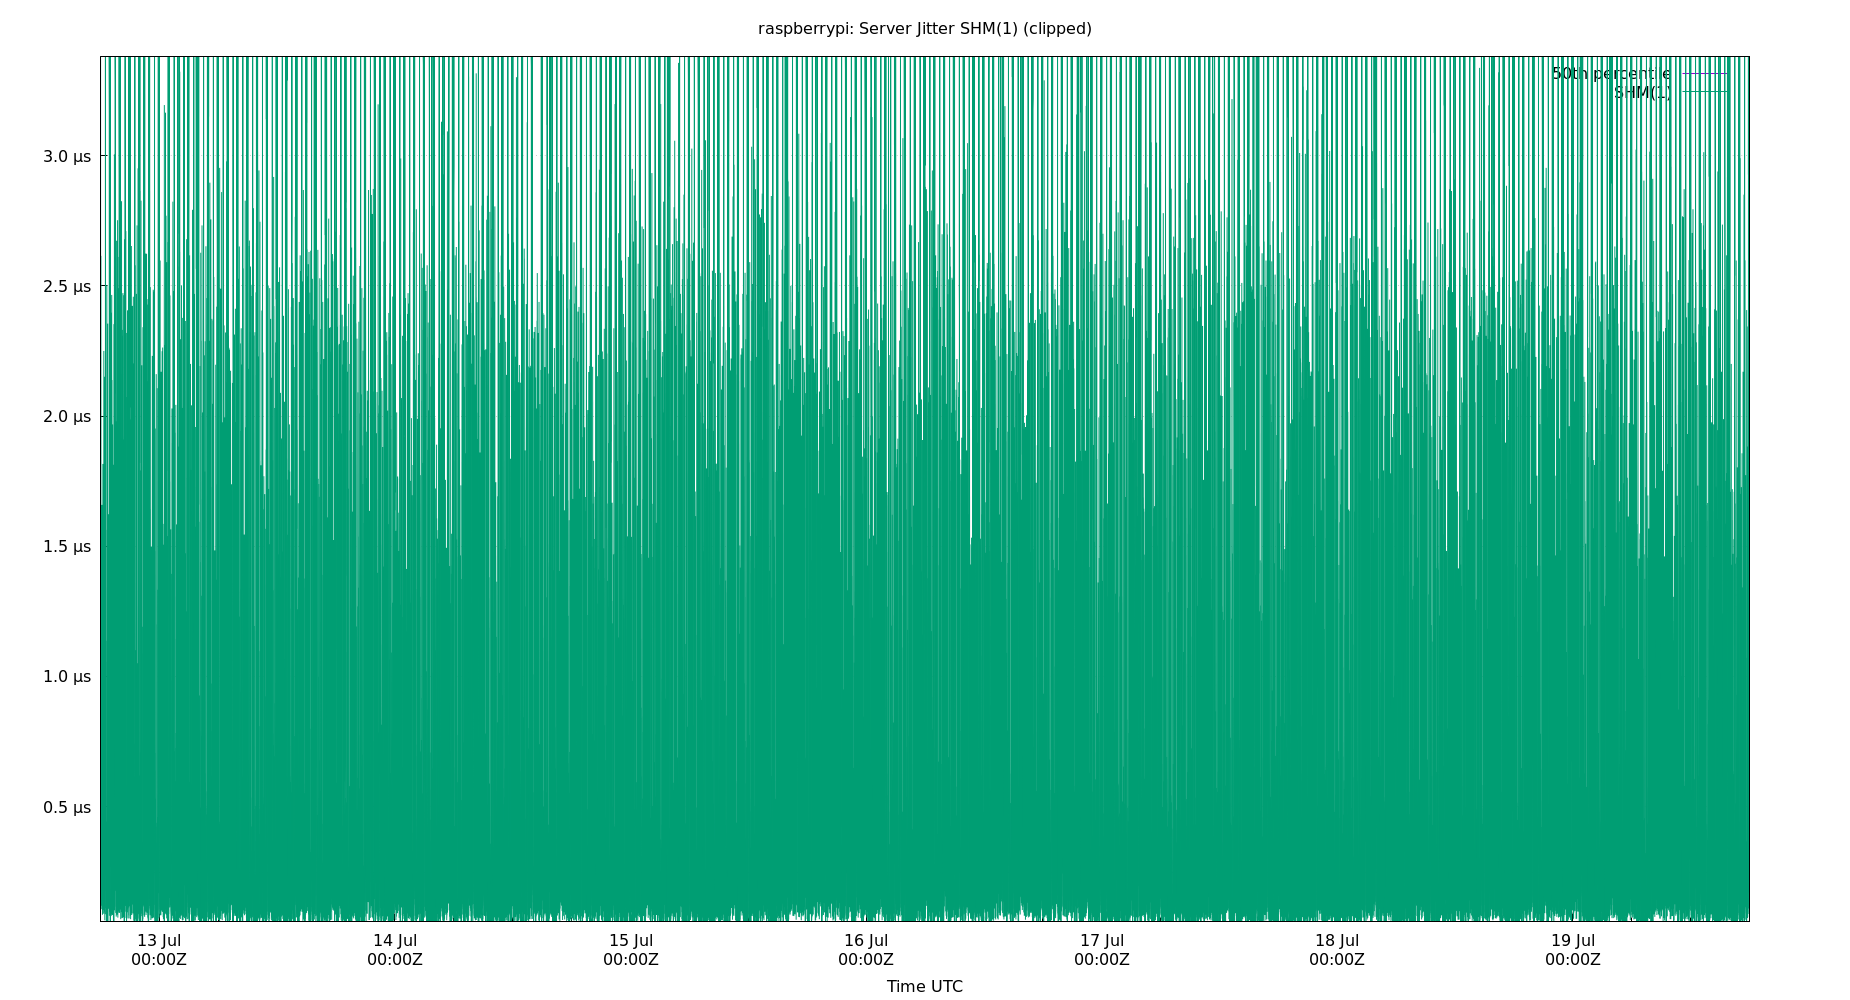 raspberrypi: Server Jitter SHM(1) (clipped)
50th percentile
SHM(1)
3.0 µs
2.5 µs
2.0 µs
1.5 µs
1.0 µs
0.5 µs
13 Jul 14 Jul 15 Jul 16 Jul 17 Jul 18 Jul 19 Jul
00:00Z 00:00Z 00:00Z 00:00Z 00:00Z 00:00Z 00:00Z
Time UTC